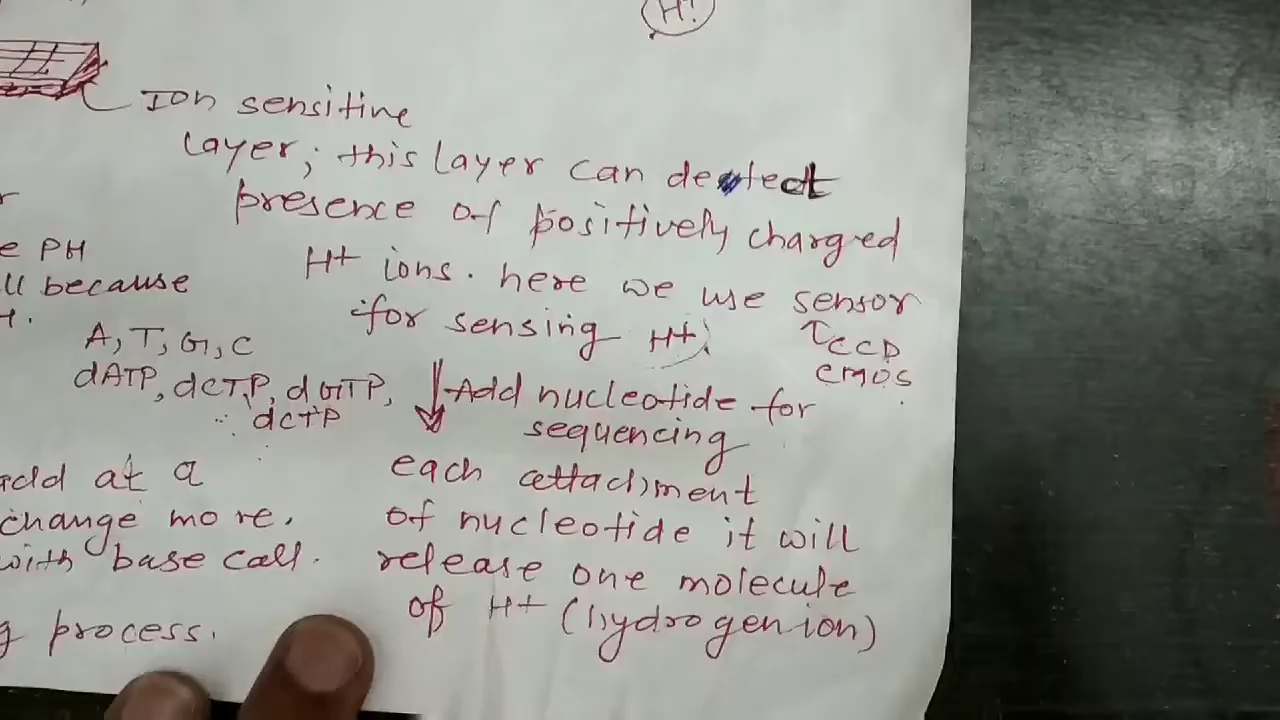 H+
Ion sensitive
Layer; this layer can detect
presence of positively charged
H+ ions. here we use sensor
for sensing H+)
CCD
CMOS
e PH
ll because
H.
A, T, G, C
dATP, dCTP, dGTP,
dCTP
Add nucleotide for
sequencing
each attachment
of nucleotide it will
release one molecule
of H+ (hydrogen ion)
add at a
change more.
with base call.
g process.